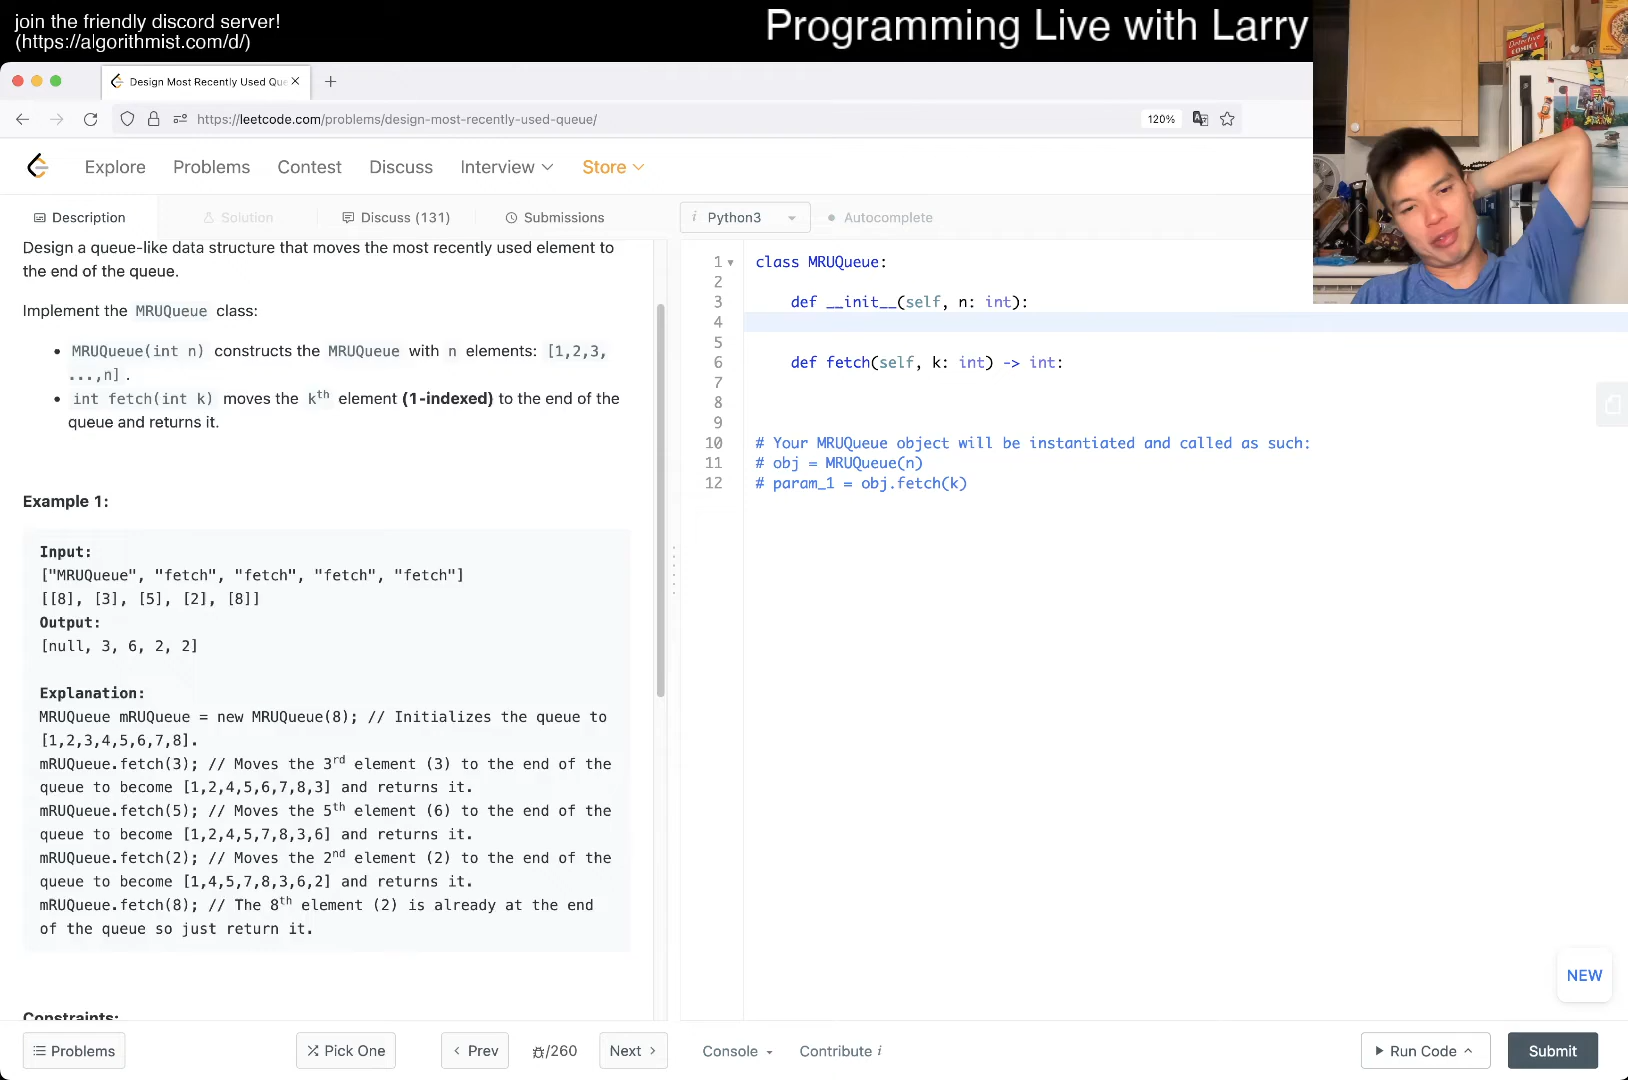 join the friendly discord server!
(https://algorithmist.com/d/)
Programming Live with Larry
Design Most Recently Used Que
https://leetcode.com/problems/design-most-recently-used-queue/
120%
Explore Problems Contest Discuss Interview Store
Description Solution Discuss (131) Submissions
i Python3 Autocomplete
Design a queue-like data structure that moves the most recently used element to
the end of the queue.
Implement the MRUQueue class:
• MRUQueue(int n) constructs the MRUQueue with n elements: [1,2,3,
...,n].
• int fetch(int k) moves the kth element (1-indexed) to the end of the
queue and returns it.
Example 1:
Input:
["MRUQueue", "fetch", "fetch", "fetch", "fetch"]
[[8], [3], [5], [2], [8]]
Output:
[null, 3, 6, 2, 2]
Explanation:
MRUQueue mRUQueue = new MRUQueue(8); // Initializes the queue to
[1,2,3,4,5,6,7,8].
mRUQueue.fetch(3); // Moves the 3rd element (3) to the end of the
queue to become [1,2,4,5,6,7,8,3] and returns it.
mRUQueue.fetch(5); // Moves the 5th element (6) to the end of the
queue to become [1,2,4,5,7,8,3,6] and returns it.
mRUQueue.fetch(2); // Moves the 2nd element (2) to the end of the
queue to become [1,4,5,7,8,3,6,2] and returns it.
mRUQueue.fetch(8); // The 8th element (2) is already at the end
of the queue so just return it.
Constraints:
1 class MRUQueue:
2
3 def __init__(self, n: int):
4
5
6 def fetch(self, k: int) -> int:
7
8
9
10 # Your MRUQueue object will be instantiated and called as such:
11 # obj = MRUQueue(n)
12 # param_1 = obj.fetch(k)
NEW
Problems Pick One Prev /260 Next Console Contribute i Run Code Submit